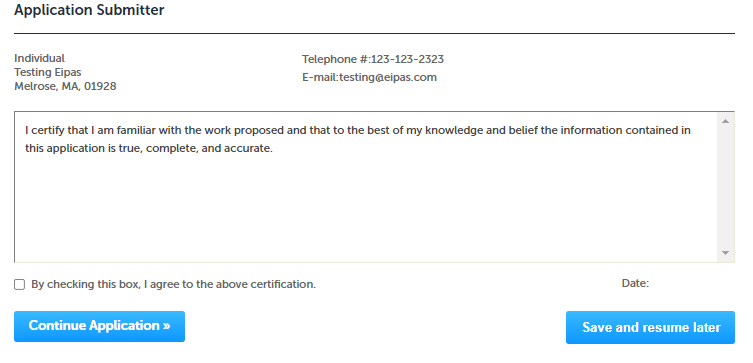 Application Submitter
Individual
Testing Eipas
Melrose, MA, 01928
Telephone #:123-123-2323
E-mail:testing@eipas.com
I certify that I am familiar with the work proposed and that to the best of my knowledge and belief the information contained in
this application is true, complete, and accurate.
By checking this box, I agree to the above certification.
Date:
Continue Application »
Save and resume later